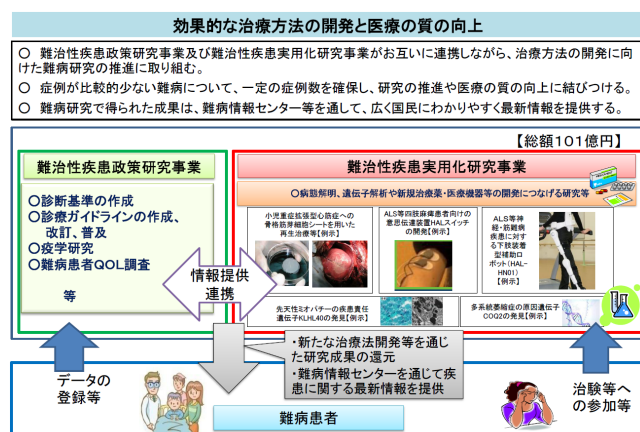 効果的な治療方法の開発と医療の質の向上
○ 難治性疾患政策研究事業及び難治性疾患実用化研究事業がお互いに連携しながら、治療方法の開発に向
けた難病研究の推進に取り組む。
○ 症例が比較的少ない難病について、一定の症例数を確保し、研究の推進や医療の質の向上に結びつける。
○ 難病研究で得られた成果は、難病情報センター等を通して、広く国民にわかりやすく最新情報を提供する。
【総額101億円】
難治性疾患政策研究事業
○診断基準の作成
○診療ガイドラインの作成、
改訂、普及
○疫学研究
○難病患者QOL調査
等
情報提供
連携
難治性疾患実用化研究事業
○病態解明、遺伝子解析や新規治療薬・医療機器等の開発につなげる研究等
小児重症拡張型心筋症への
骨格筋芽細胞シートを用いた
再生治療等【例示】
ALS等四肢麻痺患者向けの
意思伝達装置HALスイッチ
の開発【例示】
ALS等神
経・筋難病
疾患に対す
る下肢装着
型補助ロ
ボット(HAL-
HN01)
【例示】
先天性ミオパチーの疾患責任
遺伝子KLHL40の発見【例示】
多系統萎縮症の原因遺伝子
COQ2の発見【例示】
データの
登録等
・新たな治療法開発等を通じ
た研究成果の還元
・難病情報センターを通じて疾
患に関する最新情報を提供
治験等へ
の参加等
難病患者